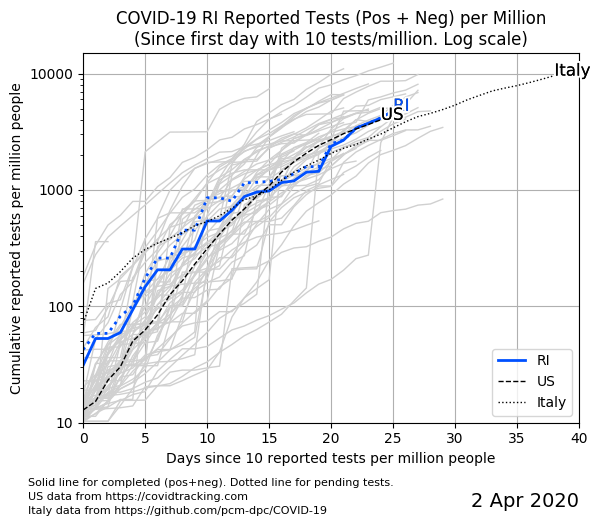 COVID-19 RI Reported Tests (Pos + Neg) per Million
(Since first day with 10 tests/million. Log scale)
Cumulative reported tests per million people
10000
1000
100
10
Italy
RI
US
RI
US
Italy
0 5 10 15 20 25 30 35 40
Days since 10 reported tests per million people
Solid line for completed (pos+neg). Dotted line for pending tests.
US data from https://covidtracking.com
Italy data from https://github.com/pcm-dpc/COVID-19
2 Apr 2020